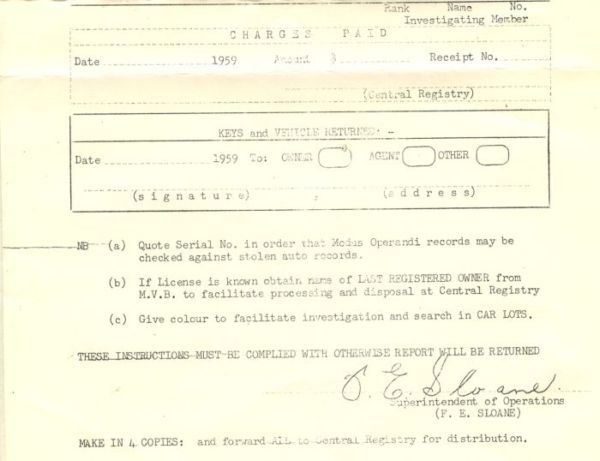 Rank Name No.
Investigating Member
CHARGES PAID
Date 1959 Amount $ Receipt No.
(Central Registry)
KEYS and VEHICLE RETURNED: -
Date 1959 To: OWNER AGENT OTHER
(signature) (address)
NB (a) Quote Serial No. in order that Modus Operandi records may be
checked against stolen auto records.
(b) If License is known obtain name of LAST REGISTERED OWNER from
M.V.B. to facilitate processing and disposal at Central Registry
(c) Give colour to facilitate investigation and search in CAR LOTS.
THESE INSTRUCTIONS MUST BE COMPLIED WITH OTHERWISE REPORT WILL BE RETURNED
F. E. Sloane.
Superintendent of Operations
(F. E. SLOANE)
MAKE IN 4 COPIES: and forward ALL to Central Registry for distribution.